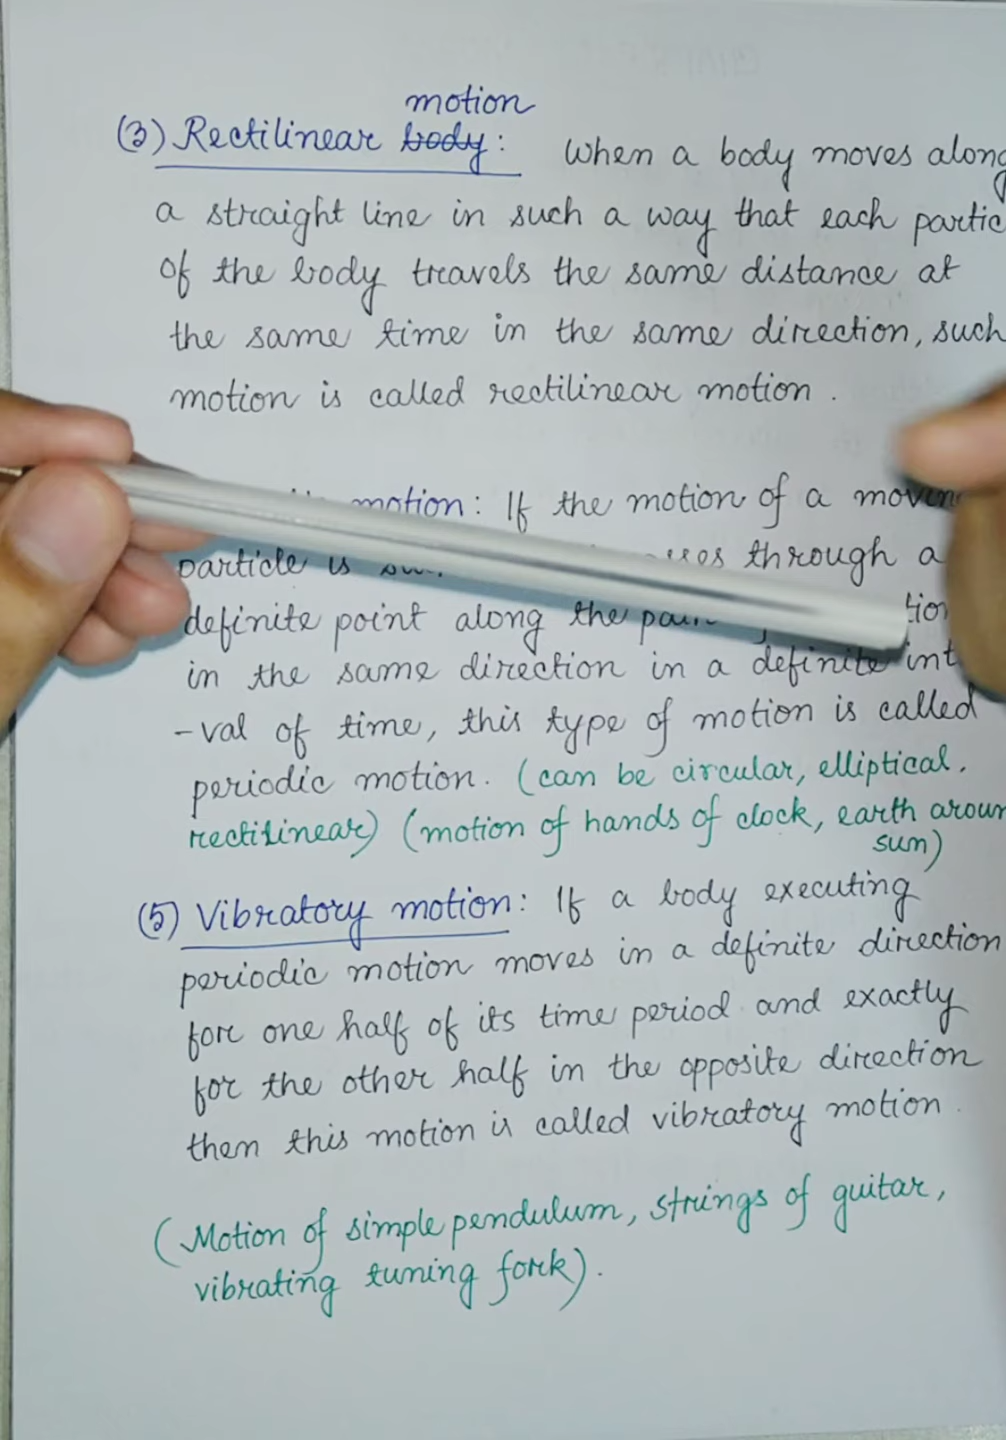 motion
(3) Rectilinear body: When a body moves along
a straight line in such a way that each partic
of the body travels the same distance at
the same time in the same direction, such
motion is called rectilinear motion.
motion: If the motion of a movin
particle is through a
definite point along the
in the same direction in a definite int
-val of time, this type of motion is called
periodic motion. (can be circular, elliptical,
rectilinear) (motion of hands of clock, earth aroun
sun)
(5) Vibratory motion: If a body executing
periodic motion moves in a definite direction
for one half of its time period and exactly
for the other half in the opposite direction
then this motion is called vibratory motion.
(Motion of simple pendulum, strings of guitar,
vibrating tuning fork).